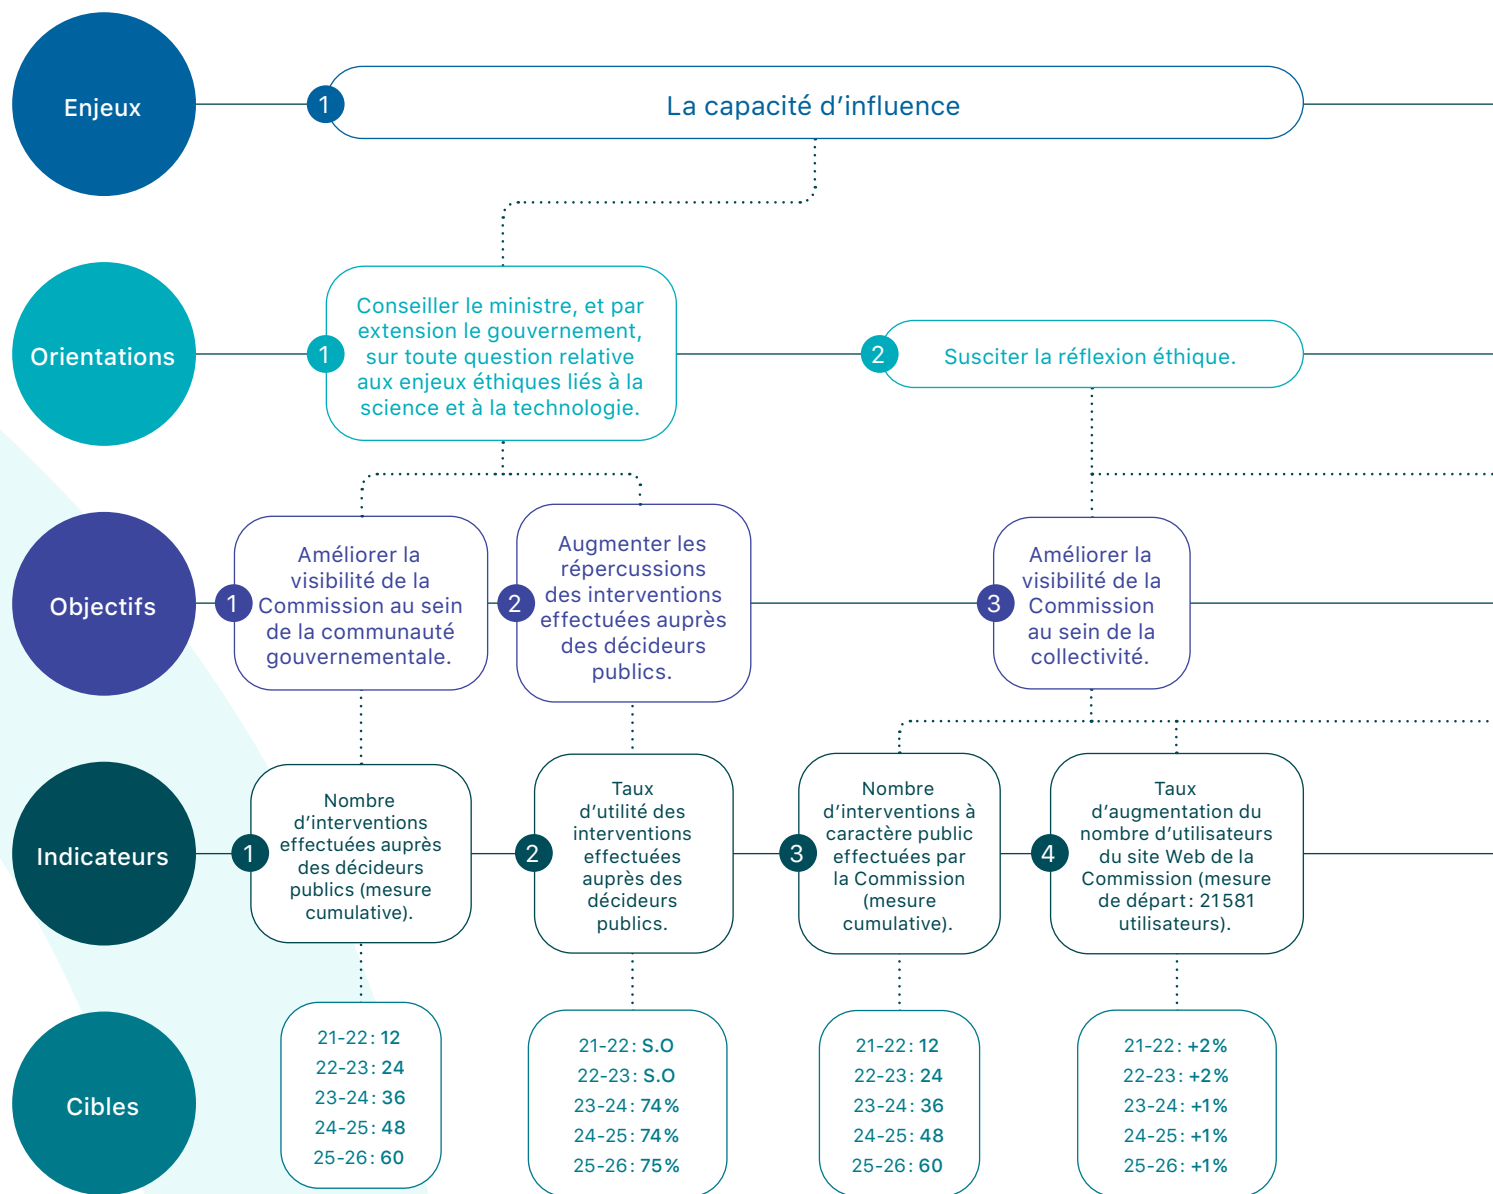 Enjeux
1
La capacité d’influence
Orientations
1
Conseiller le ministre, et par
extension le gouvernement,
sur toute question relative
aux enjeux éthiques liés à la
science et à la technologie.
2
Susciter la réflexion éthique.
Objectifs
1
Améliorer la
visibilité de la
Commission au sein
de la communauté
gouvernementale.
2
Augmenter les
répercussions
des interventions
effectuées auprès
des décideurs
publics.
3
Améliorer la
visibilité de la
Commission
au sein de la
collectivité.
Indicateurs
1
Nombre
d’interventions
effectuées auprès
des décideurs
publics (mesure
cumulative).
2
Taux
d’utilité des
interventions
effectuées
auprès des
décideurs
publics.
3
Nombre
d’interventions à
caractère public
effectuées par
la Commission
(mesure
cumulative).
4
Taux
d’augmentation du
nombre d’utilisateurs
du site Web de la
Commission (mesure
de départ : 21 581
utilisateurs).
Cibles
21-22 : 12
22-23 : 24
23-24 : 36
24-25 : 48
25-26 : 60
21-22 : S.O
22-23 : S.O
23-24 : 74%
24-25 : 74%
25-26 : 75%
21-22 : 12
22-23 : 24
23-24 : 36
24-25 : 48
25-26 : 60
21-22 : +2%
22-23 : +2%
23-24 : +1%
24-25 : +1%
25-26 : +1%